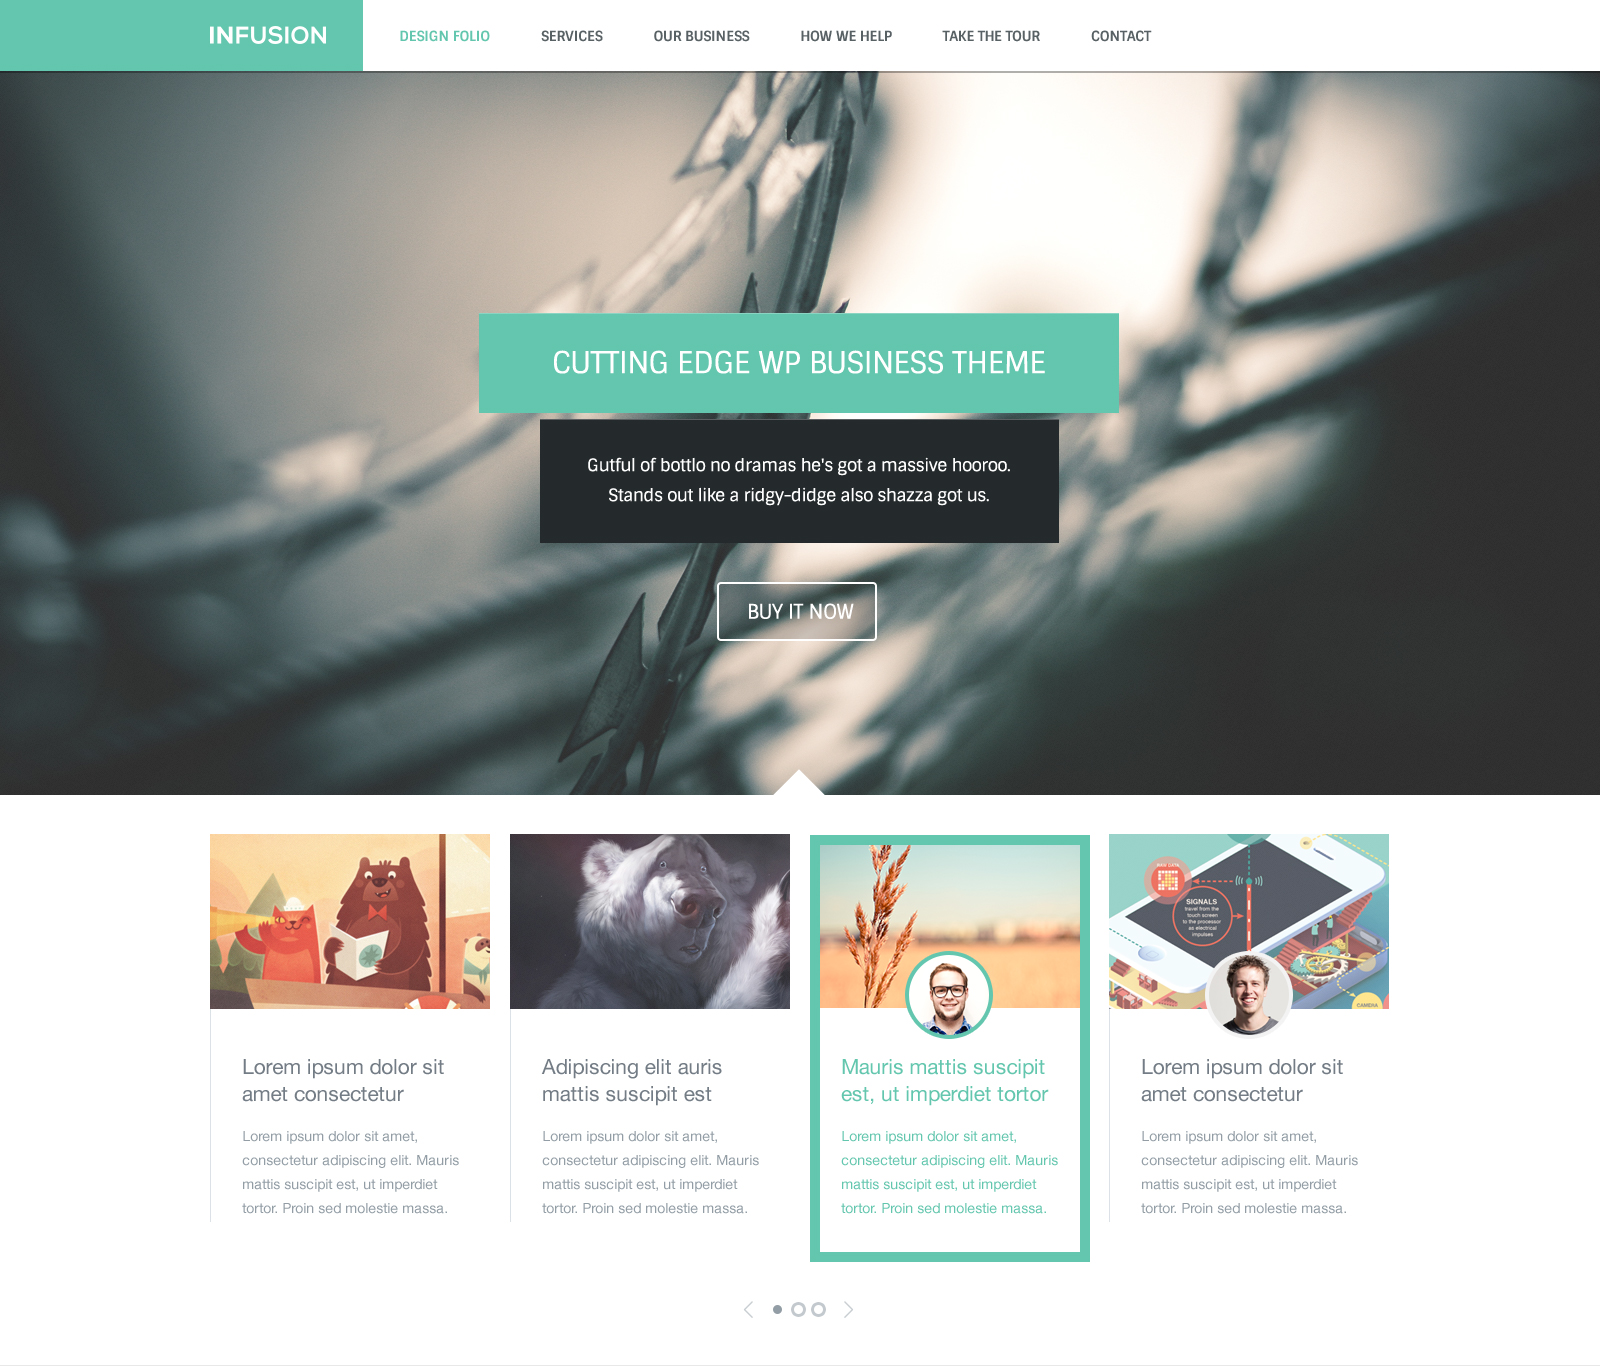 INFUSION
DESIGN FOLIO
SERVICES
OUR BUSINESS
HOW WE HELP
TAKE THE TOUR
CONTACT
CUTTING EDGE WP BUSINESS THEME
Gutful of bottlo no dramas he's got a massive hooroo.
Stands out like a ridgy-didge also shazza got us.
BUY IT NOW
MAIN DATA
SIGNALS
travel from the
touch screen
to the processor
as electrical
impulses
CAMERA
Lorem ipsum dolor sit
amet consectetur
Lorem ipsum dolor sit amet,
consectetur adipiscing elit. Mauris
mattis suscipit est, ut imperdiet
tortor. Proin sed molestie massa.
Adipiscing elit auris
mattis suscipit est
Lorem ipsum dolor sit amet,
consectetur adipiscing elit. Mauris
mattis suscipit est, ut imperdiet
tortor. Proin sed molestie massa.
Mauris mattis suscipit
est, ut imperdiet tortor
Lorem ipsum dolor sit amet,
consectetur adipiscing elit. Mauris
mattis suscipit est, ut imperdiet
tortor. Proin sed molestie massa.
Lorem ipsum dolor sit
amet consectetur
Lorem ipsum dolor sit amet,
consectetur adipiscing elit. Mauris
mattis suscipit est, ut imperdiet
tortor. Proin sed molestie massa.